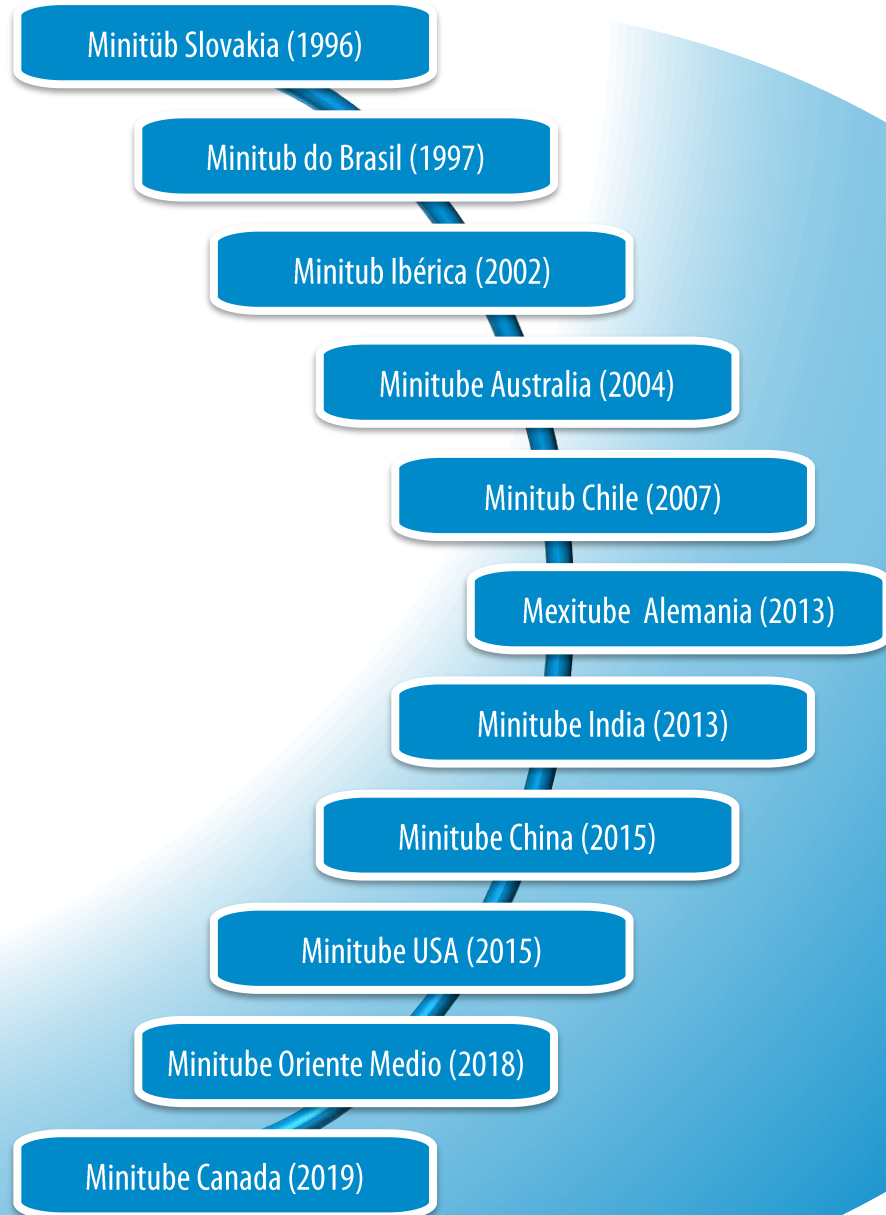 Minitüb Slovakia (1996)
Minitub do Brasil (1997)
Minitub Ibérica (2002)
Minitube Australia (2004)
Minitub Chile (2007)
Mexitube  Alemania (2013)
Minitube India (2013)
Minitube China (2015)
Minitube USA (2015)
Minitube Oriente Medio (2018)
Minitube Canada (2019)